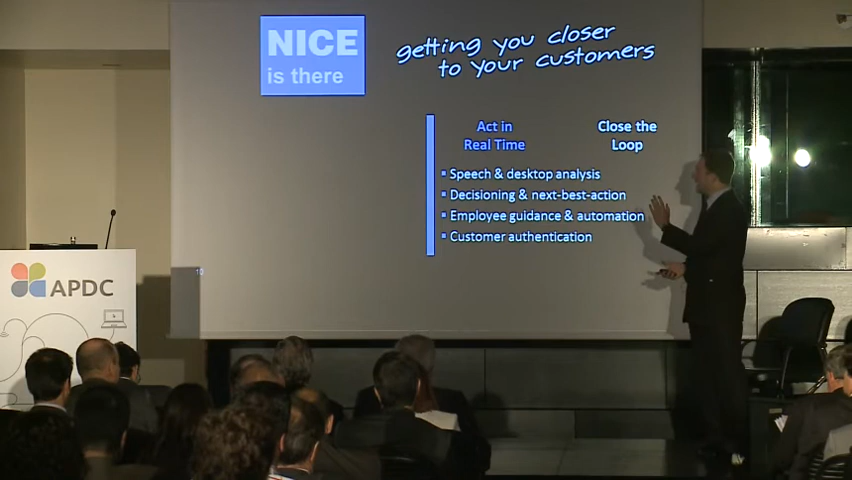 NICE
is there
getting you closer
to your customers
Act in
Real Time
Close the
Loop
▪ Speech & desktop analysis
▪ Decisioning & next-best-action
▪ Employee guidance & automation
▪ Customer authentication
APDC